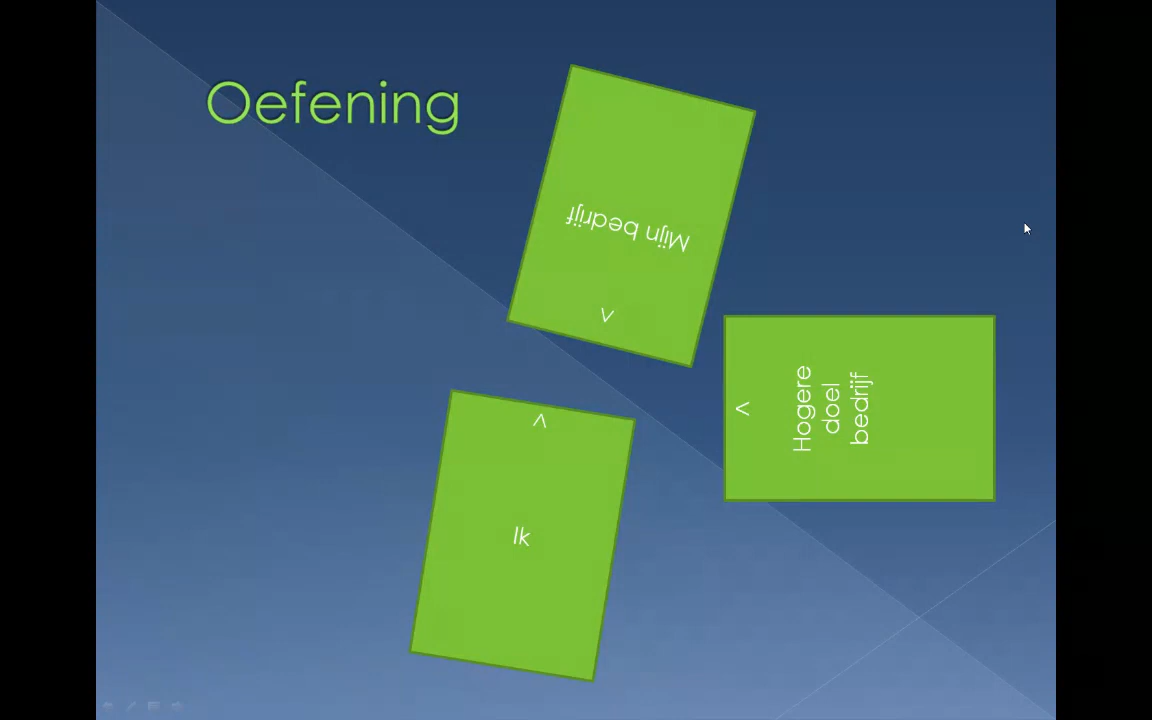 Oefening
Mijn bedrijf
<
Hogere
doel
bedrijf
<
Ik
<